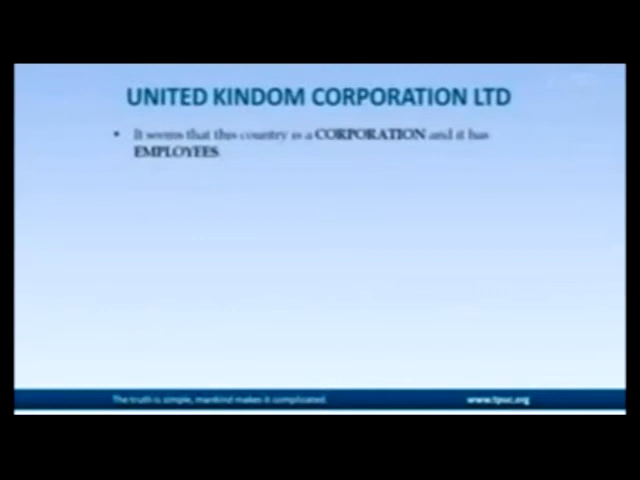 UNITED KINDOM CORPORATION LTD
• It seems that this country is a CORPORATION and it has
EMPLOYEES
The truth is simple, mankind makes it complicated.
www.tpuc.org